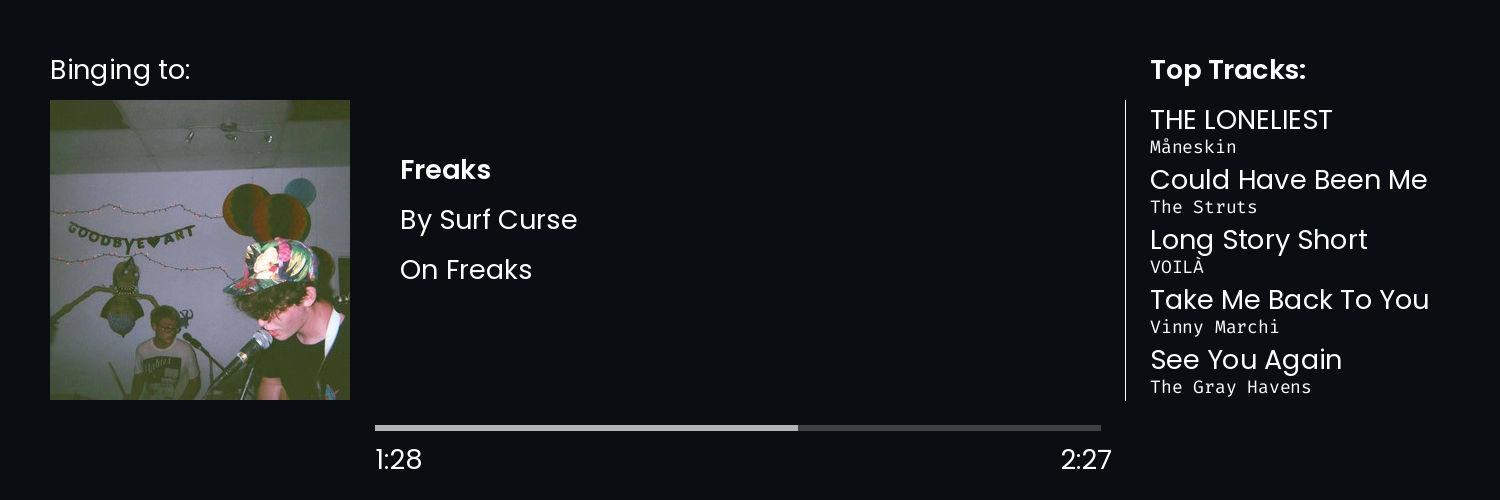 Binging to:
GOODBYE♥ART
Freaks
By Surf Curse
On Freaks
1:28
2:27
Top Tracks:
THE LONELIEST
Måneskin
Could Have Been Me
The Struts
Long Story Short
VOILÀ
Take Me Back To You
Vinny Marchi
See You Again
The Gray Havens